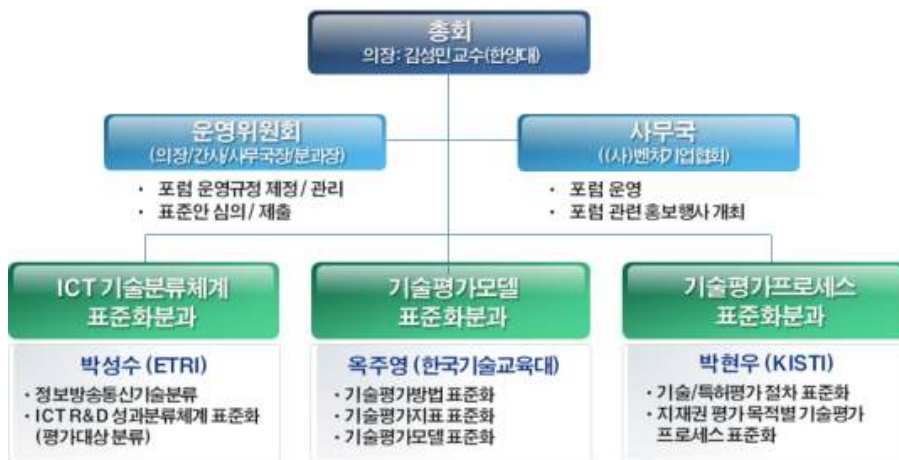 총회
의장: 김성민 교수(한양대)
운영위원회
(의장/간사/사무국장/분과장)
• 포럼 운영규정 제정 / 관리
• 표준안 심의 / 제출
사무국
((사)벤처기업협회)
• 포럼 운영
• 포럼 관련 홍보행사 개최
ICT 기술분류체계
표준화분과
박성수 (ETRI)
• 정보방송통신기술분류
• ICT R&D 성과분류체계 표준화
(평가대상 분류)
기술평가모델
표준화분과
옥주영 (한국기술교육대)
• 기술평가방법 표준화
• 기술평가지표 표준화
• 기술평가모델 표준화
기술평가프로세스
표준화분과
박현우 (KISTI)
• 기술/특허평가 절차 표준화
• 지재권 평가 목적별 기술평가
프로세스 표준화